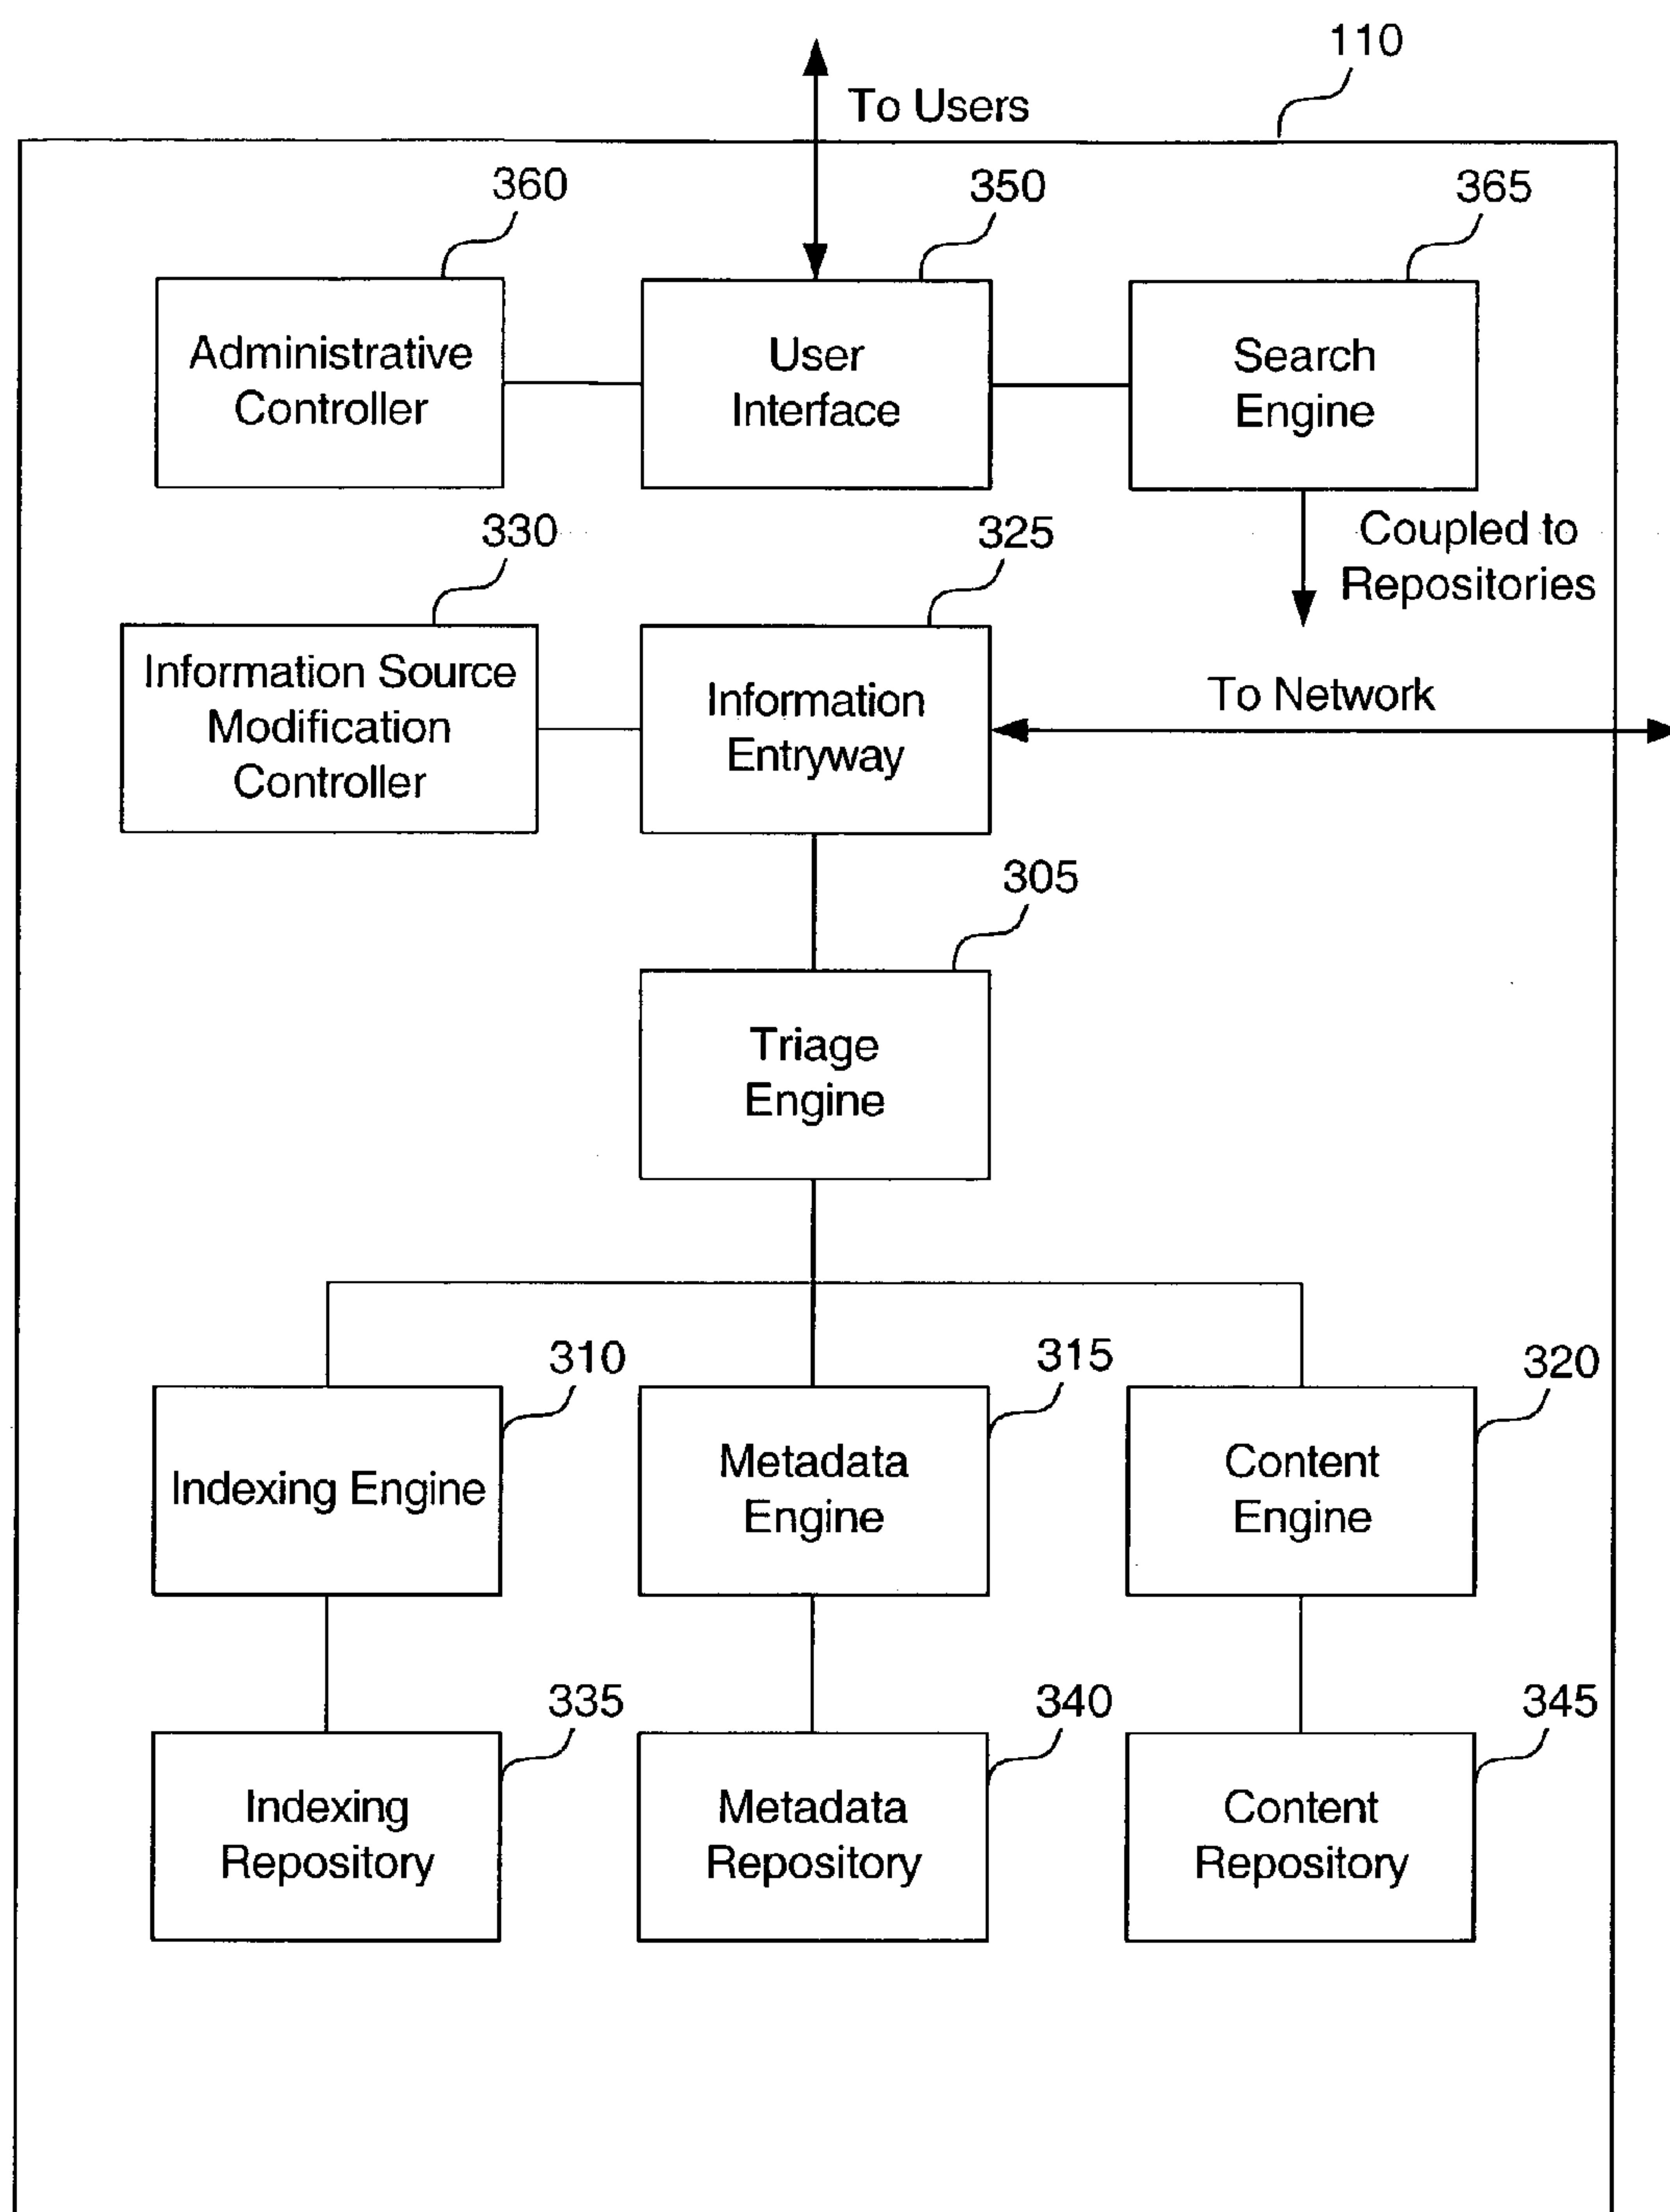 110
To Users
360
350
365
Administrative
Controller
User
Interface
Search
Engine
330
325
Coupled to
Repositories
Information Source
Modification
Controller
Information
Entryway
To Network
305
Triage
Engine
310
315
320
Indexing Engine
Metadata
Engine
Content
Engine
335
340
345
Indexing
Repository
Metadata
Repository
Content
Repository